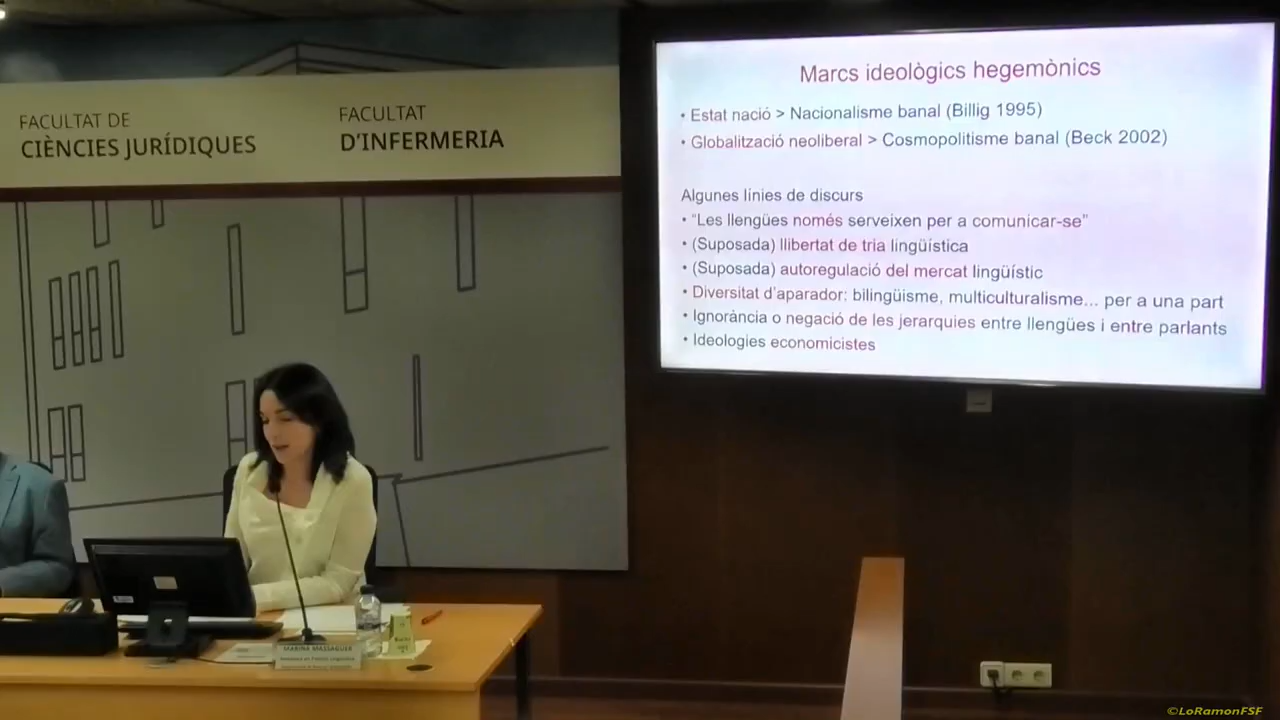 FACULTAT DE
CIÈNCIES JURÍDIQUES
FACULTAT
D'INFERMERIA
Marcs ideològics hegemònics
• Estat nació > Nacionalisme banal (Billig 1995)
• Globalització neoliberal > Cosmopolitisme banal (Beck 2002)
Algunes línies de discurs
• "Les llengües només serveixen per a comunicar-se"
• (Suposada) llibertat de tria lingüística
• (Suposada) autoregulació del mercat lingüístic
• Diversitat d'aparador: bilingüisme, multiculturalisme... per a una part
• Ignorància o negació de les jerarquies entre llengües i entre parlants
• Ideologies economicistes
MARINA MASSAGUER
©LoRamonFSF